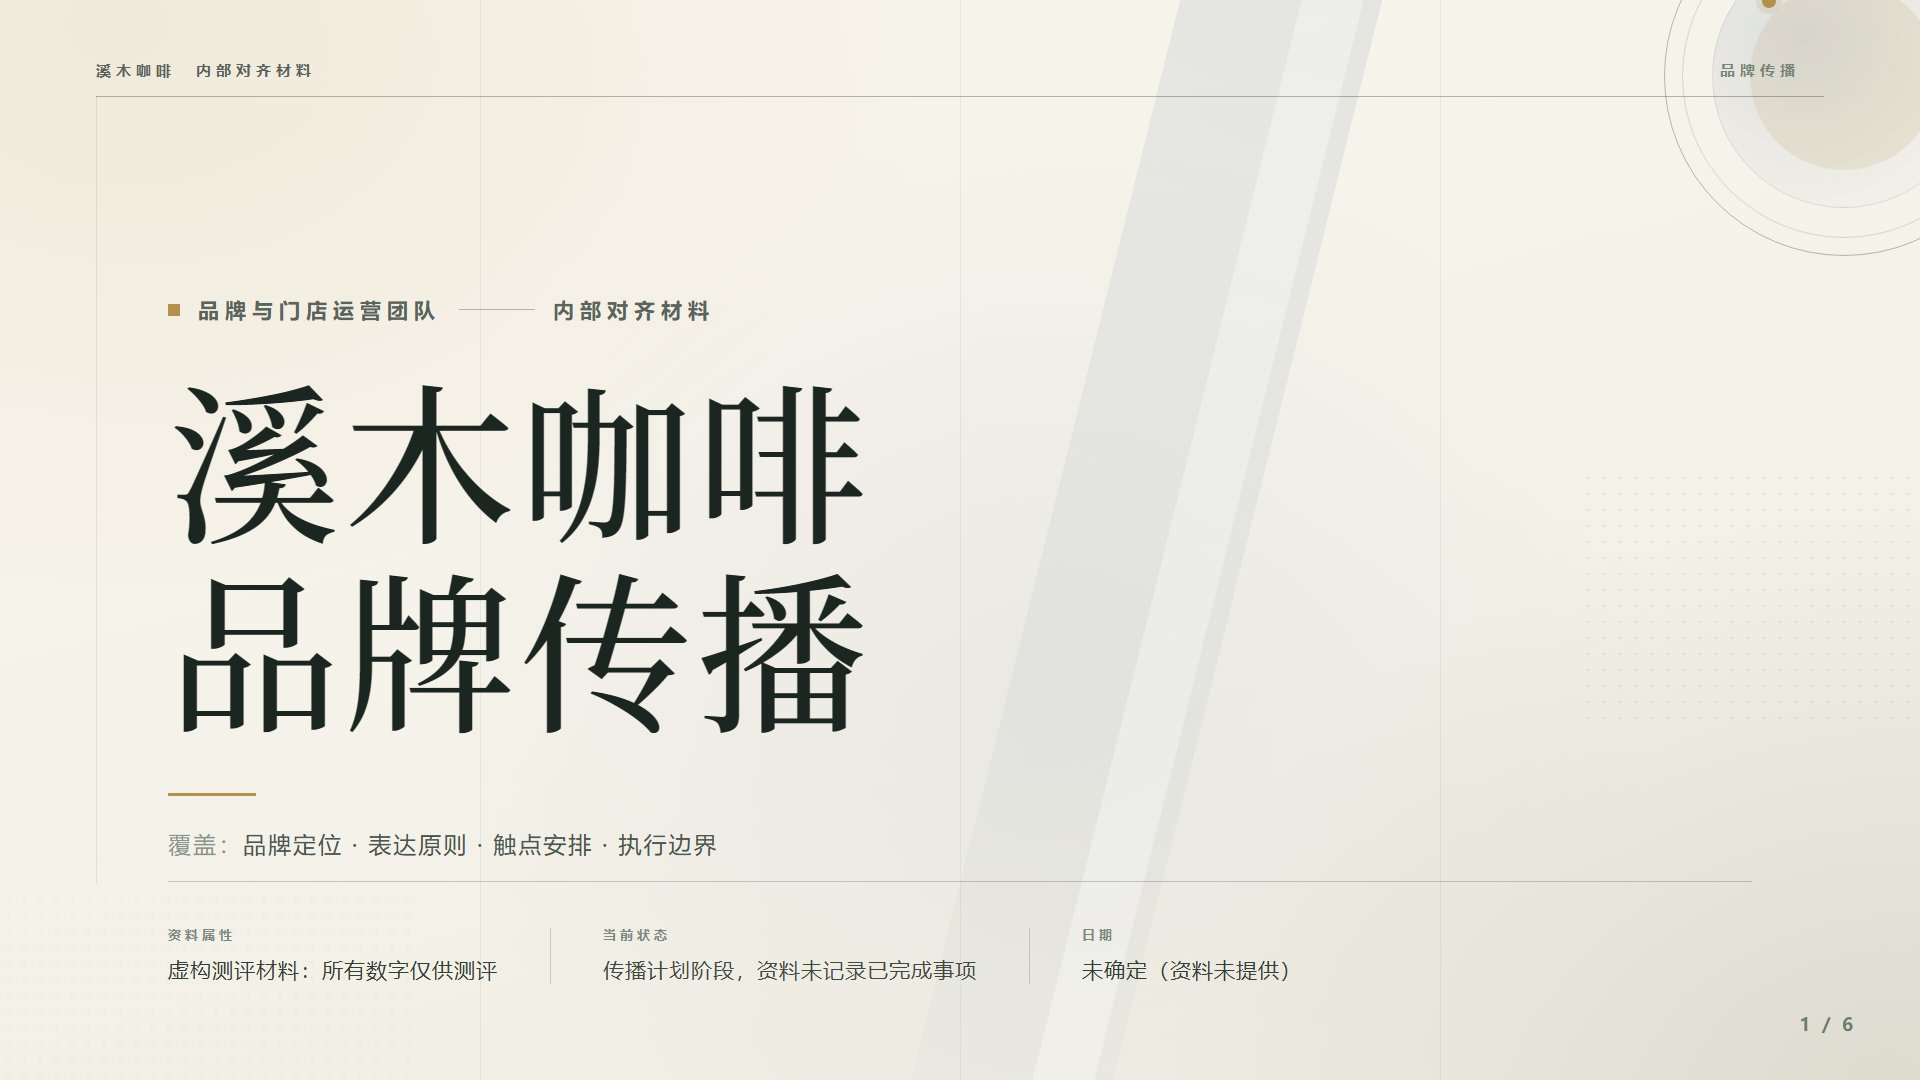 溪木咖啡 内部对齐材料
品牌传播
品牌与门店运营团队 内部对齐材料
溪木咖啡
品牌传播
覆盖：品牌定位 · 表达原则 · 触点安排 · 执行边界
资料属性
虚构测评材料：所有数字仅供测评
当前状态
传播计划阶段，资料未记录已完成事项
日期
未确定（资料未提供）
1 / 6